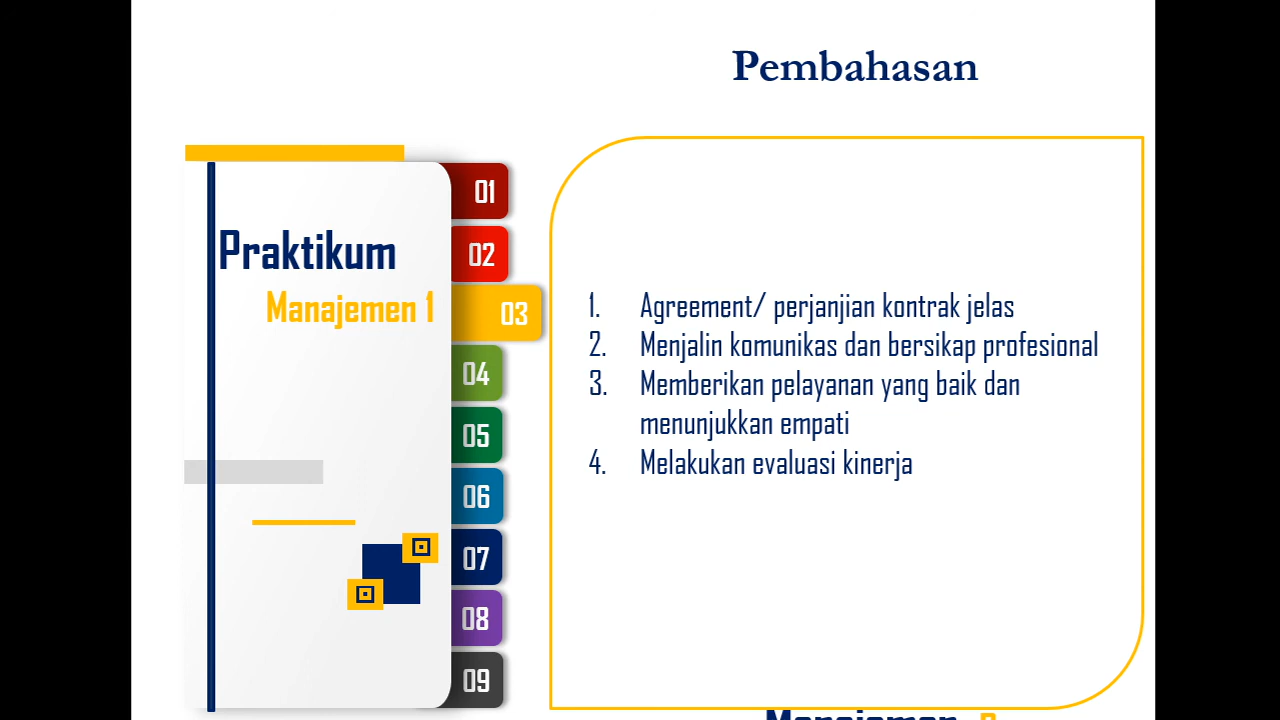 Pembahasan
Praktikum
Manajemen 1
01
02
03
04
05
06
07
08
09
1. Agreement/ perjanjian kontrak jelas
2. Menjalin komunikas dan bersikap profesional
3. Memberikan pelayanan yang baik dan
menunjukkan empati
4. Melakukan evaluasi kinerja